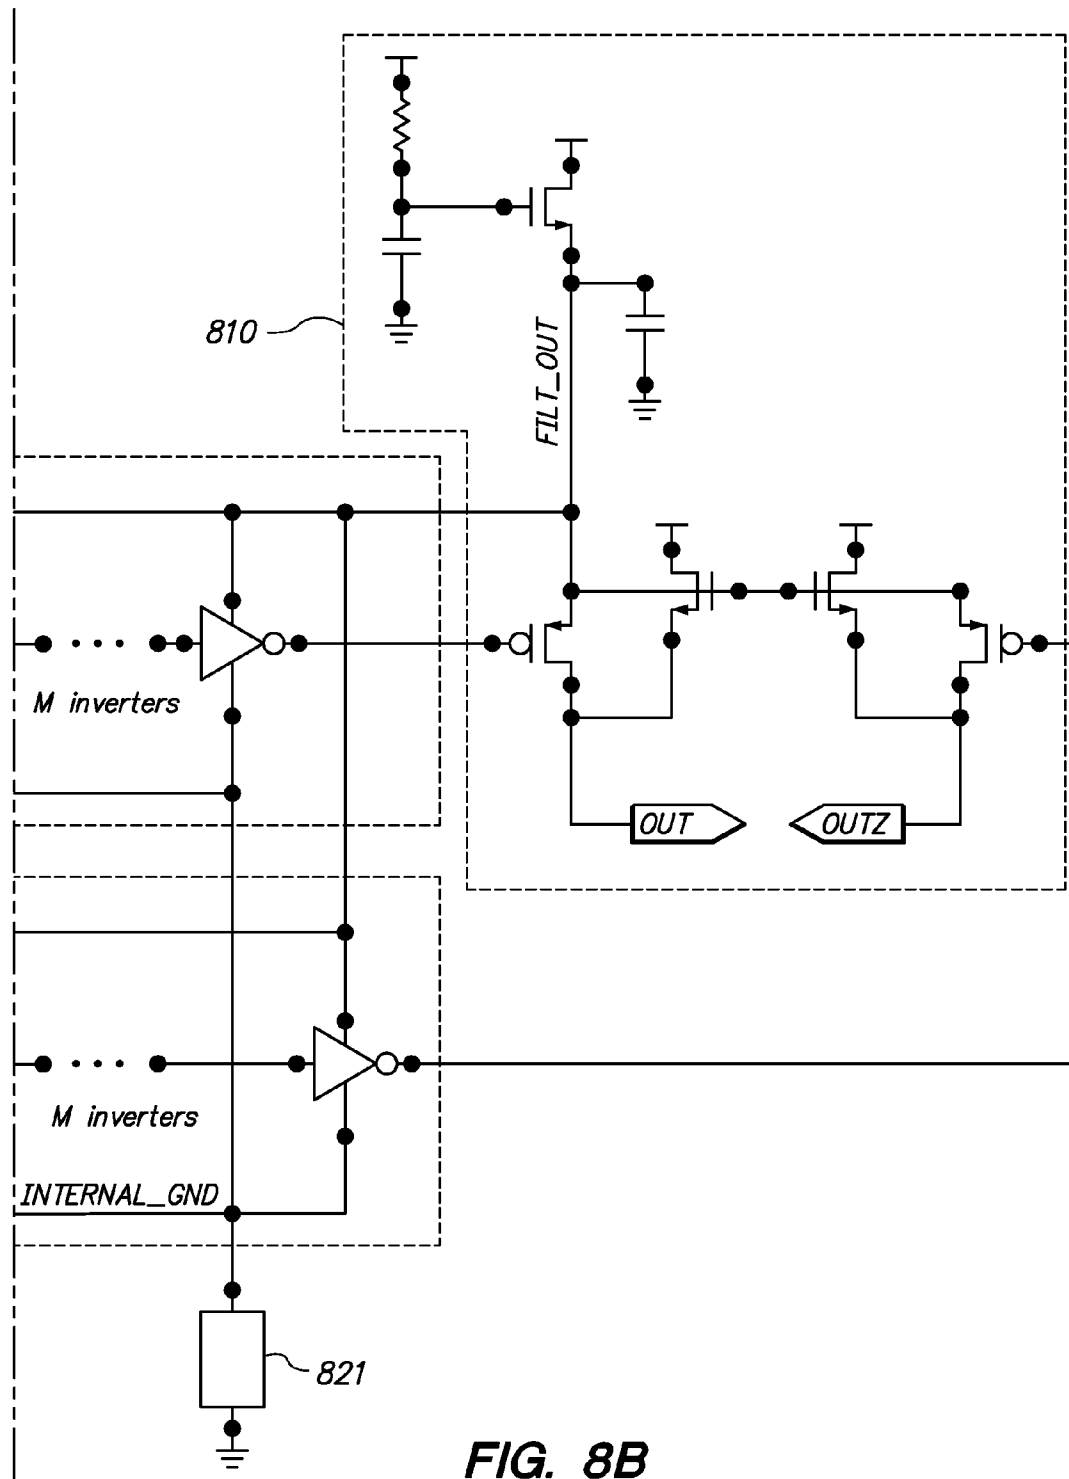 810
FILT_OUT
M inverters
OUT
OUTZ
M inverters
INTERNAL_GND
821
FIG. 8B